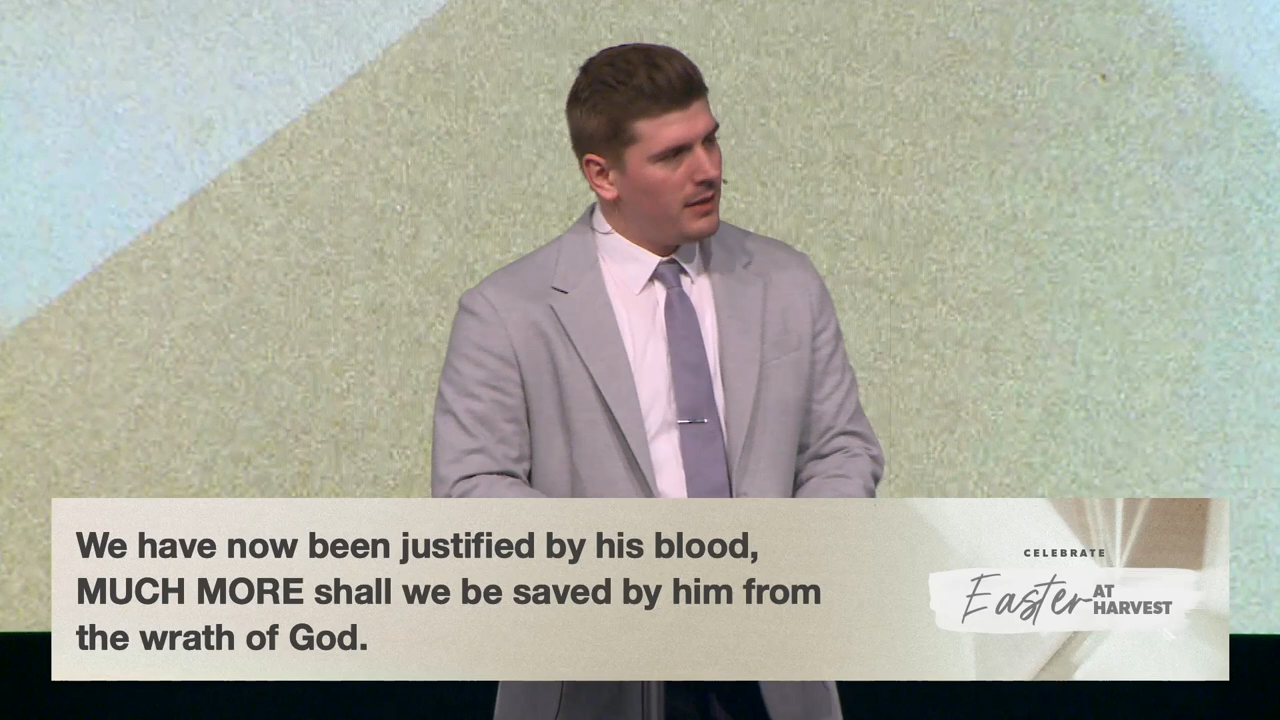 We have now been justified by his blood,
MUCH MORE shall we be saved by him from
the wrath of God.
CELEBRATE
Easter AT
HARVEST